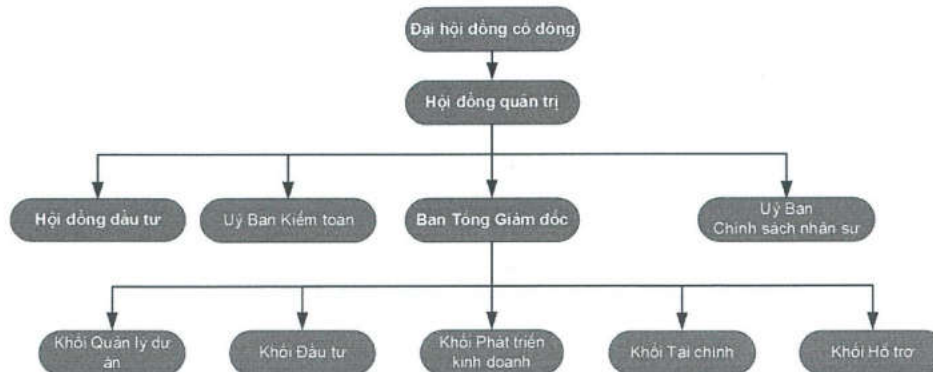 Đại hội đồng cổ đông
Hội đồng quản trị
Hội đồng đầu tư
Uỷ Ban Kiểm toán
Ban Tổng Giám đốc
Uỷ Ban
Chính sách nhân sự
Khối Quản lý dự
án
Khối Đầu tư
Khối Phát triển
kinh doanh
Khối Tài chính
Khối Hỗ trợ